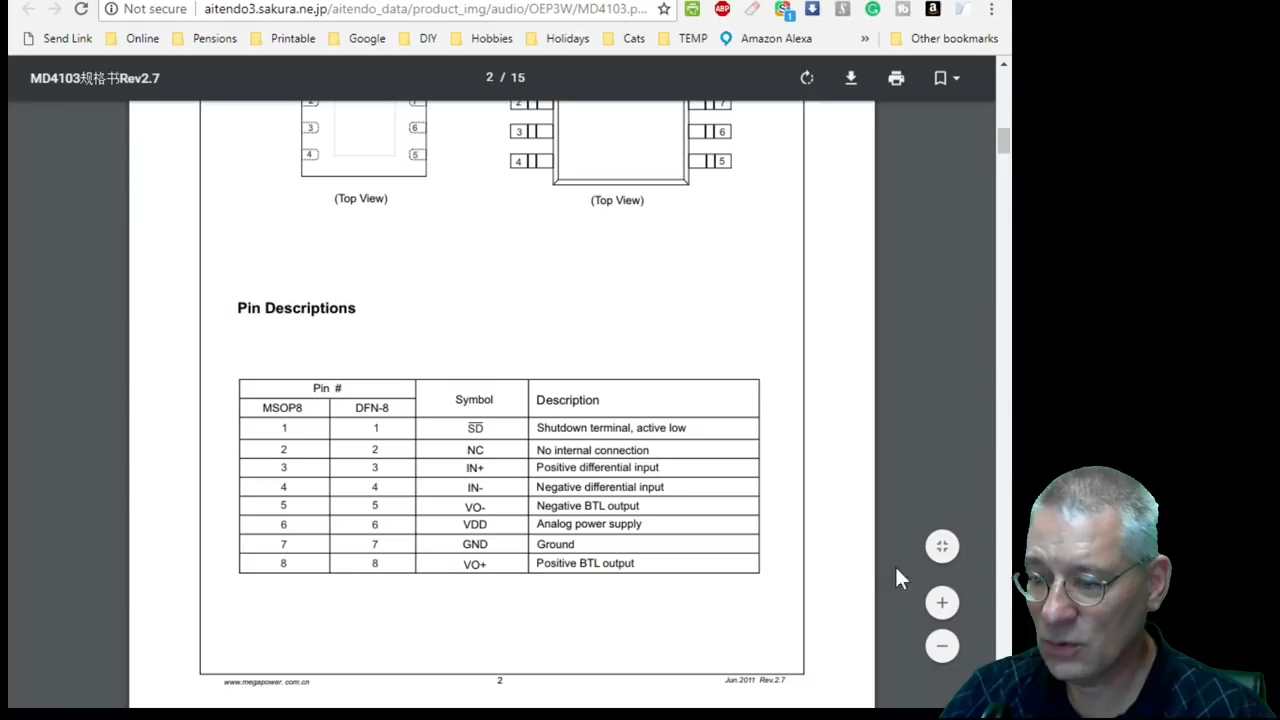 Not secure aitendo3.sakura.ne.jp/aitendo_data/product_img/audio/OEP3W/MD4103.p...
ABP 1 a
Send Link Online Pensions Printable Google DIY Hobbies Holidays Cats TEMP Amazon Alexa » Other bookmarks
MD4103规格书Rev2.7 2 / 15
2 7 2 7
3 6 3 6
4 5 4 5
(Top View) (Top View)
Pin Descriptions
Pin # Symbol Description
MSOP8 DFN-8
1 1 SD Shutdown terminal, active low
2 2 NC No internal connection
3 3 IN+ Positive differential input
4 4 IN- Negative differential input
5 5 VO- Negative BTL output
6 6 VDD Analog power supply
7 7 GND Ground
8 8 VO+ Positive BTL output
www.megapower.com.cn 2 Jun.2011 Rev.2.7